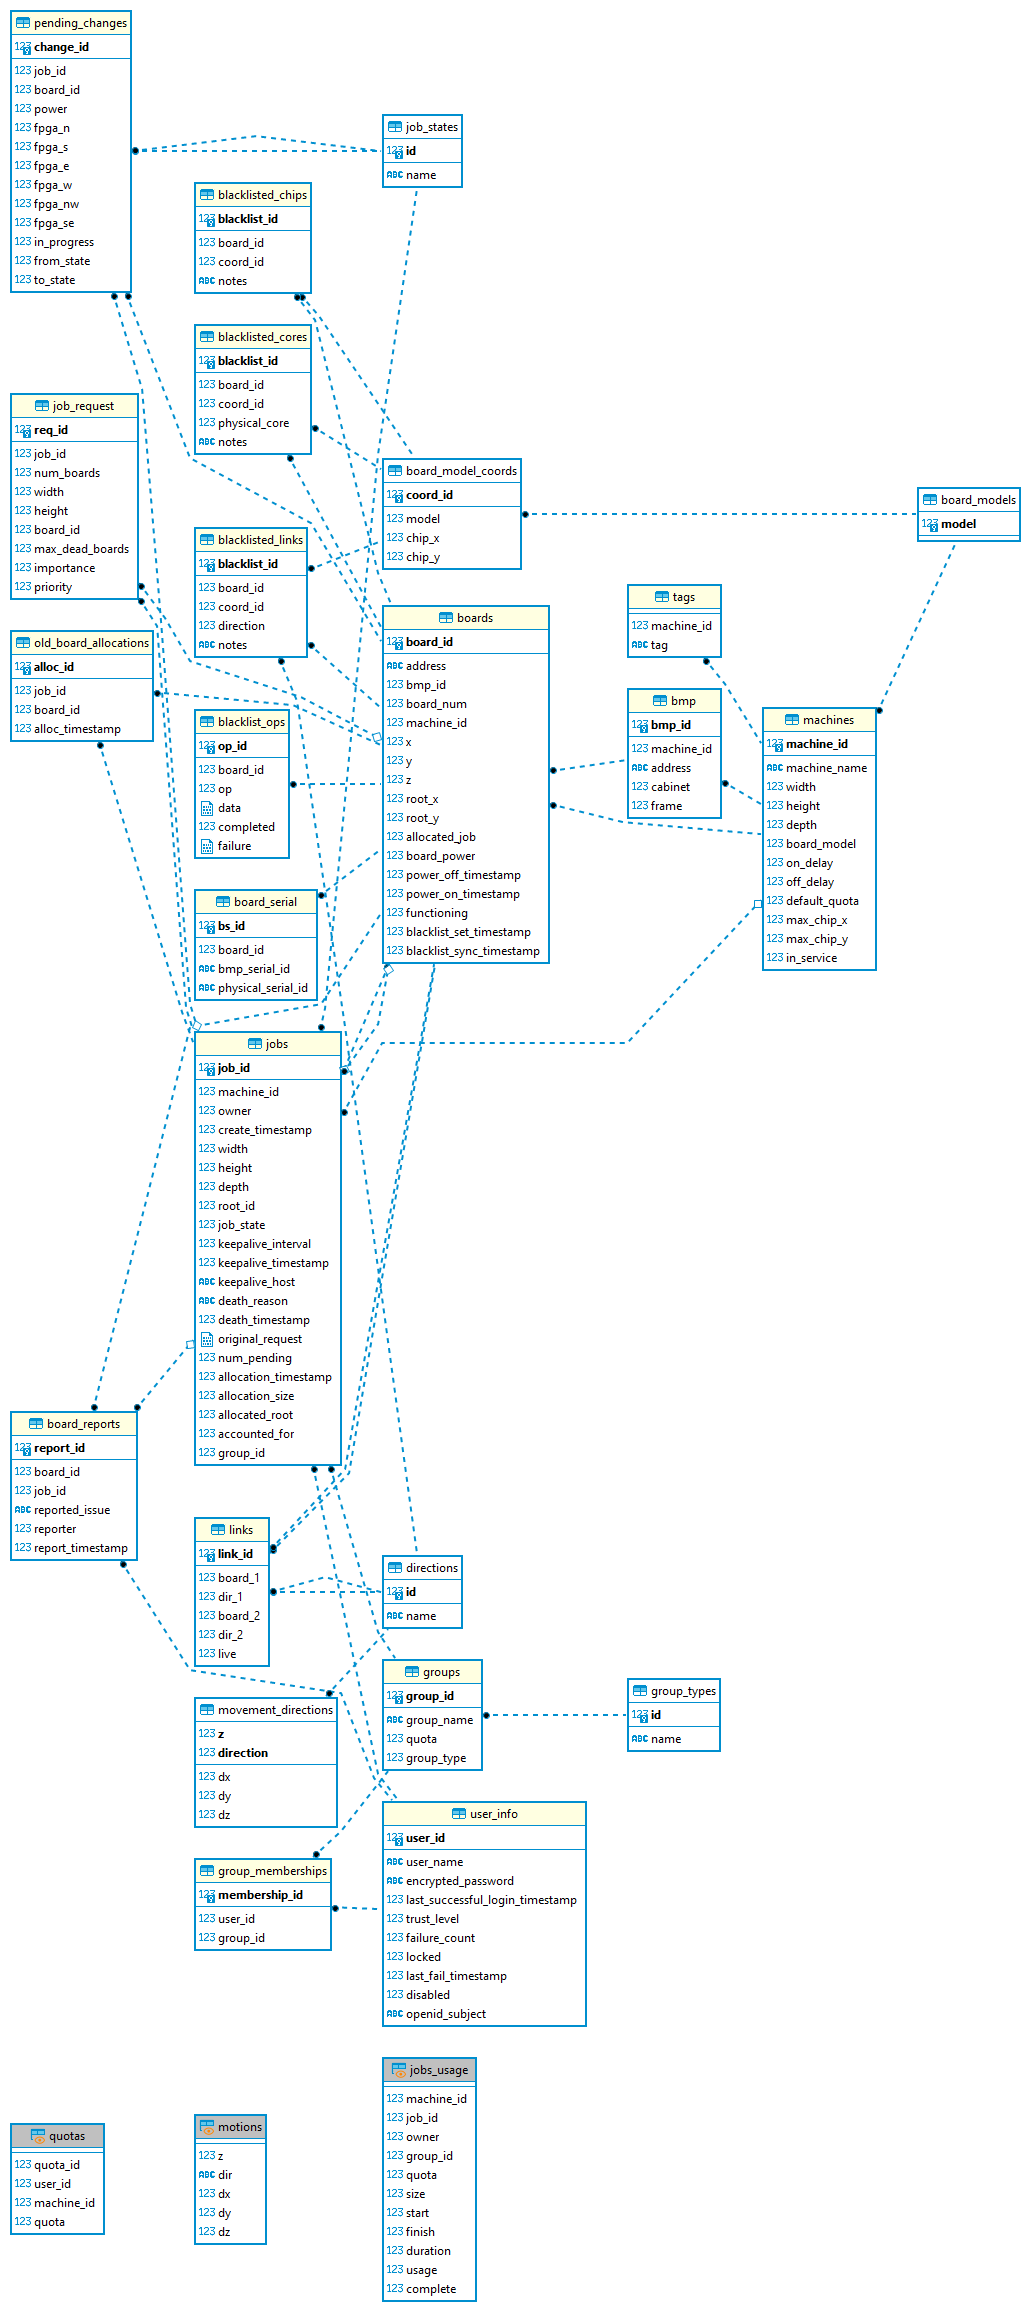 pending_changes
123 change_id
123 job_id
123 board_id
123 power
123 fpga_n
123 fpga_s
123 fpga_e
123 fpga_w
123 fpga_nw
123 fpga_se
123 in_progress
123 from_state
123 to_state
job_states
123 id
ABC name
blacklisted_chips
123 blacklist_id
123 board_id
123 coord_id
ABC notes
blacklisted_cores
123 blacklist_id
123 board_id
123 coord_id
123 physical_core
ABC notes
job_request
123 req_id
123 job_id
123 num_boards
123 width
123 height
123 board_id
123 max_dead_boards
123 importance
123 priority
board_model_coords
123 coord_id
123 model
123 chip_x
123 chip_y
board_models
123 model
blacklisted_links
123 blacklist_id
123 board_id
123 coord_id
123 direction
ABC notes
tags
123 machine_id
ABC tag
boards
123 board_id
ABC address
123 bmp_id
123 board_num
123 machine_id
123 x
123 y
123 z
123 root_x
123 root_y
123 allocated_job
123 board_power
123 power_off_timestamp
123 power_on_timestamp
123 functioning
123 blacklist_set_timestamp
123 blacklist_sync_timestamp
old_board_allocations
123 alloc_id
123 job_id
123 board_id
123 alloc_timestamp
bmp
123 bmp_id
123 machine_id
ABC address
123 cabinet
123 frame
machines
123 machine_id
ABC machine_name
123 width
123 height
123 depth
123 board_model
123 on_delay
123 off_delay
123 default_quota
123 max_chip_x
123 max_chip_y
123 in_service
blacklist_ops
123 op_id
123 board_id
123 op
data
123 completed
failure
board_serial
123 bs_id
123 board_id
ABC bmp_serial_id
ABC physical_serial_id
jobs
123 job_id
123 machine_id
123 owner
123 create_timestamp
123 width
123 height
123 depth
123 root_id
123 job_state
123 keepalive_interval
123 keepalive_timestamp
ABC keepalive_host
ABC death_reason
123 death_timestamp
original_request
123 num_pending
123 allocation_timestamp
123 allocation_size
123 allocated_root
123 accounted_for
123 group_id
board_reports
123 report_id
123 board_id
123 job_id
ABC reported_issue
123 reporter
123 report_timestamp
links
123 link_id
123 board_1
123 dir_1
123 board_2
123 dir_2
123 live
directions
123 id
ABC name
groups
123 group_id
ABC group_name
123 quota
123 group_type
group_types
123 id
ABC name
movement_directions
123 z
123 direction
123 dx
123 dy
123 dz
user_info
123 user_id
ABC user_name
ABC encrypted_password
123 last_successful_login_timestamp
123 trust_level
123 failure_count
123 locked
123 last_fail_timestamp
123 disabled
ABC openid_subject
group_memberships
123 membership_id
123 user_id
123 group_id
jobs_usage
123 machine_id
123 job_id
123 owner
123 group_id
123 quota
123 size
123 start
123 finish
123 duration
123 usage
123 complete
motions
123 z
ABC dir
123 dx
123 dy
123 dz
quotas
123 quota_id
123 user_id
123 machine_id
123 quota